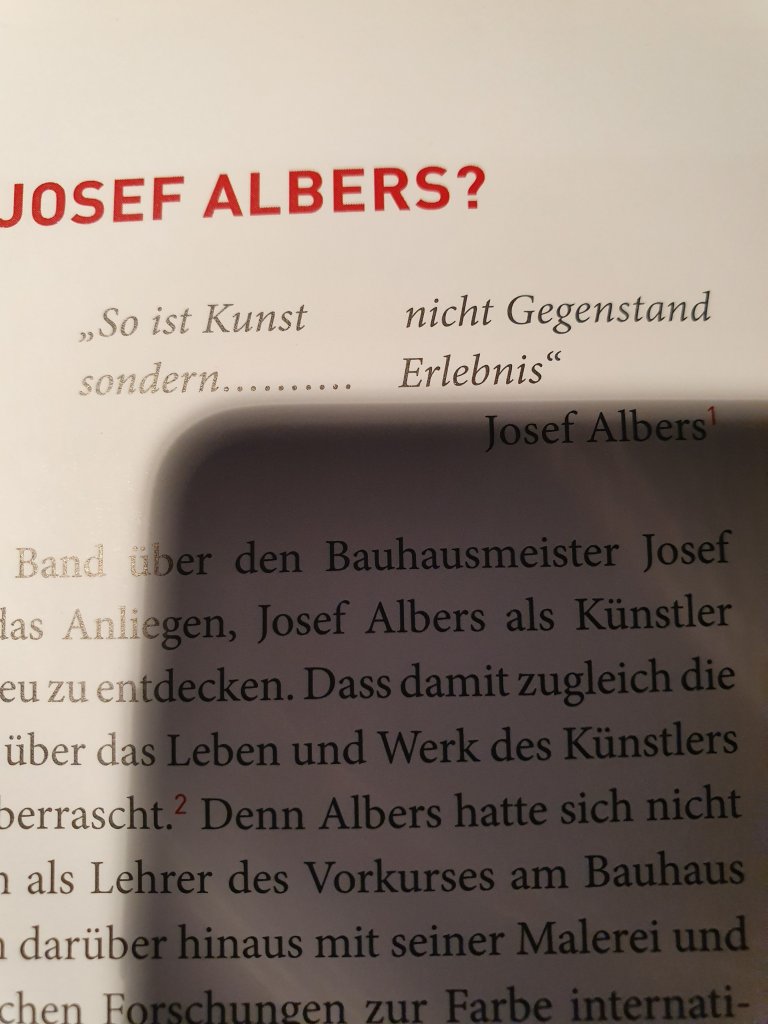 JOSEF ALBERS?
„So ist Kunst nicht Gegenstand
sondern.......... Erlebnis“
Josef Albers1
Band über den Bauhausmeister Josef
das Anliegen, Josef Albers als Künstler
eu zu entdecken. Dass damit zugleich die
über das Leben und Werk des Künstlers
berrascht.2 Denn Albers hatte sich nicht
als Lehrer des Vorkurses am Bauhaus
darüber hinaus mit seiner Malerei und
chen Forschungen zur Farbe internati-